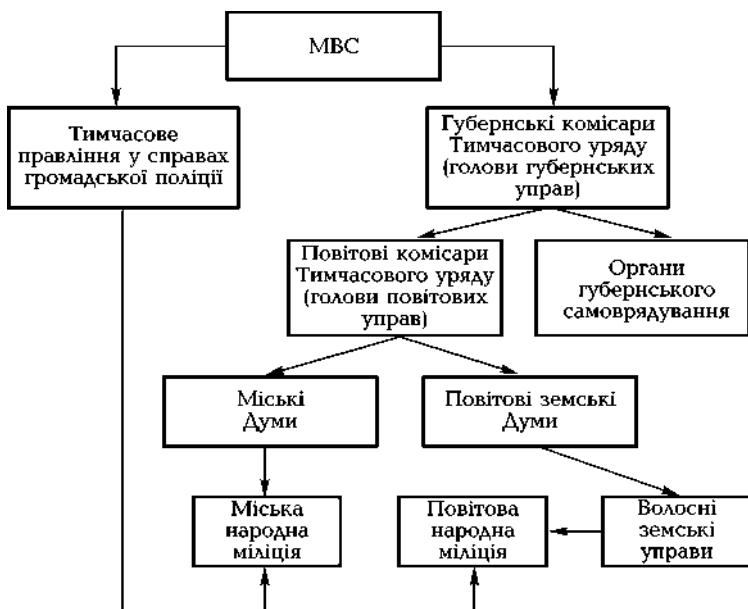 МВС
Тимчасове
правління у справах
громадської поліції
Губернські комісари
Тимчасового уряду
(голови губернських
управ)
Повітові комісари
Тимчасового уряду
(голови повітових
управ)
Органи
губернського
самоврядування
Міські
Думи
Повітові земські
Думи
Міська
народна
міліція
Повітова
народна
міліція
Волосні
земські
управи